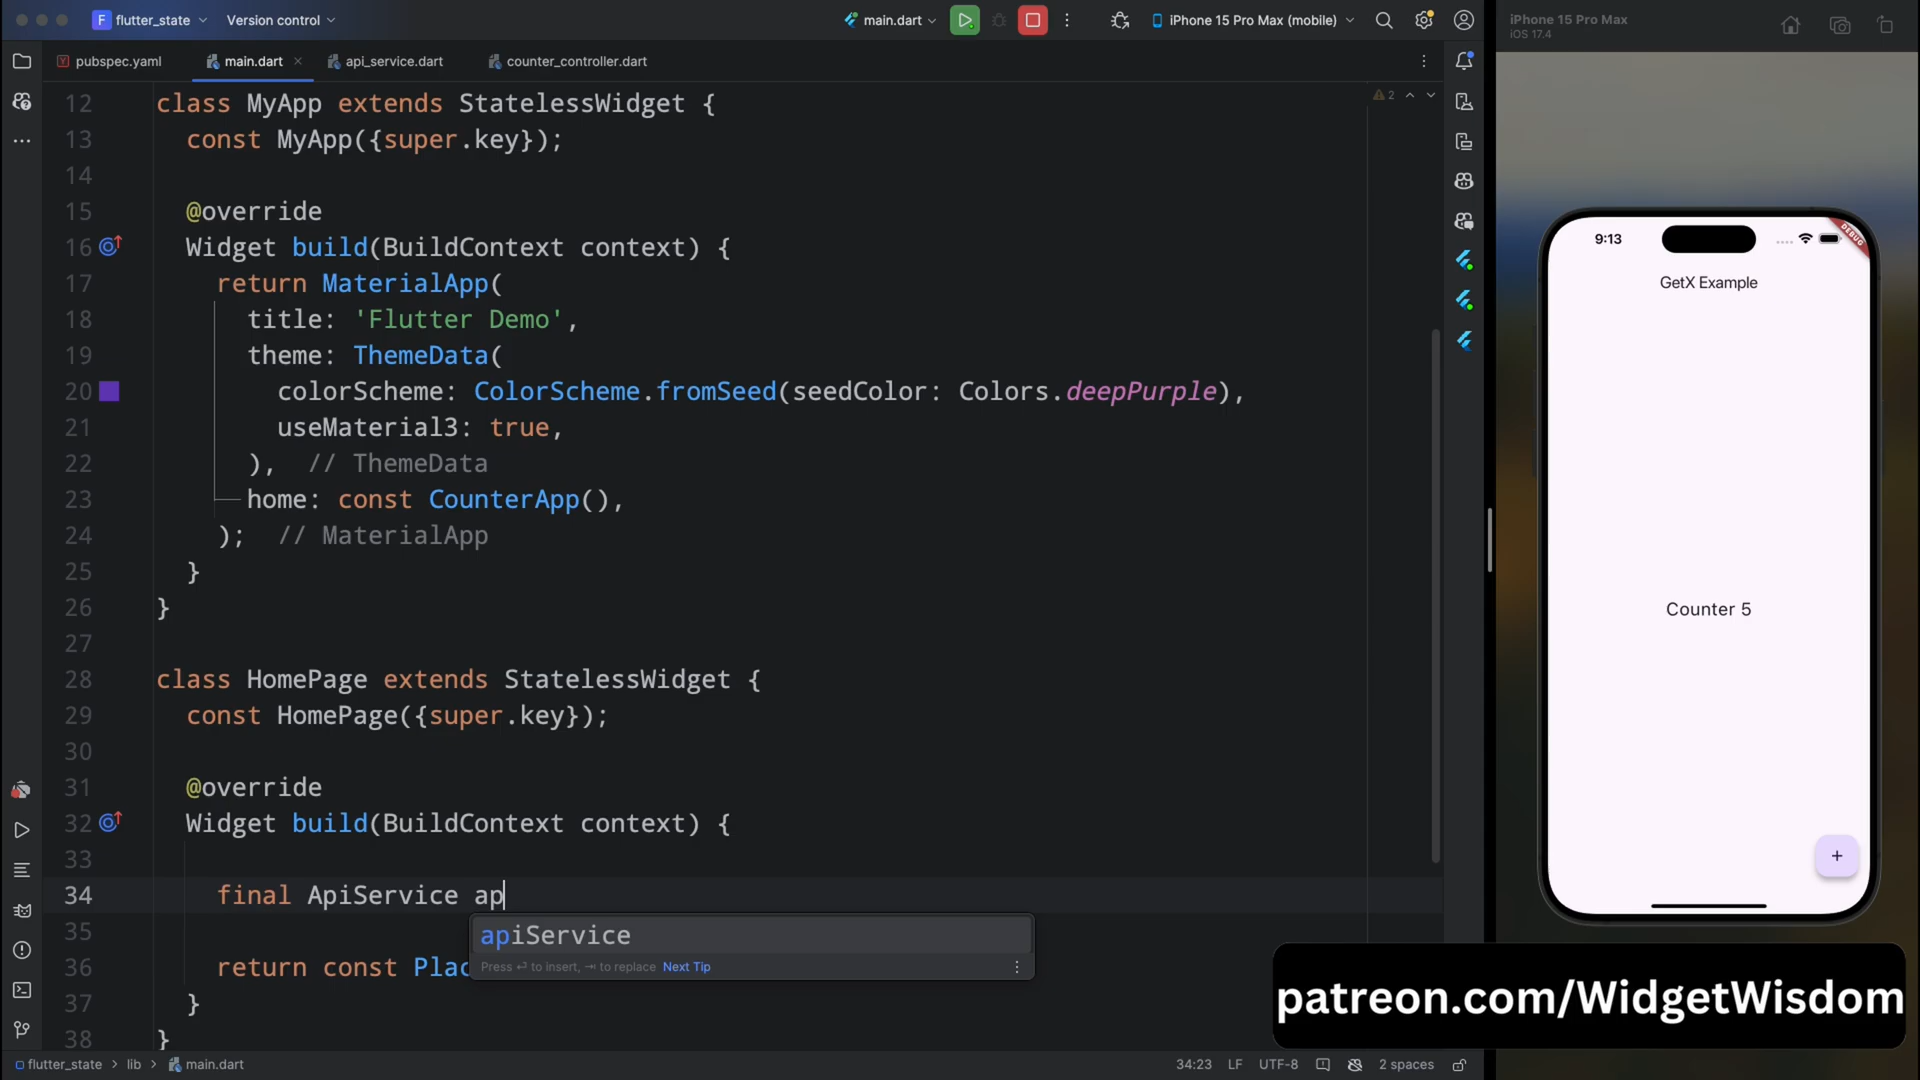 F flutter_state Version control main.dart iPhone 15 Pro Max (mobile)
pubspec.yaml main.dart api_service.dart counter_controller.dart
2
12 class MyApp extends StatelessWidget {
13 const MyApp({super.key});
14
15 @override
16 Widget build(BuildContext context) {
17 return MaterialApp(
18 title: 'Flutter Demo',
19 theme: ThemeData(
20 colorScheme: ColorScheme.fromSeed(seedColor: Colors.deepPurple),
21 useMaterial3: true,
22 ), // ThemeData
23 home: const CounterApp(),
24 ); // MaterialApp
25 }
26 }
27
28 class HomePage extends StatelessWidget {
29 const HomePage({super.key});
30
31 @override
32 Widget build(BuildContext context) {
33
34 final ApiService ap
apiService
35
Press ⏎ to insert, ⇥ to replace Next Tip
36 return const Plac
37 }
38 }
flutter_state > lib > main.dart 34:23 LF UTF-8 2 spaces
iPhone 15 Pro Max
iOS 17.4
9:13
DEBUG
GetX Example
Counter 5
+
patreon.com/WidgetWisdom